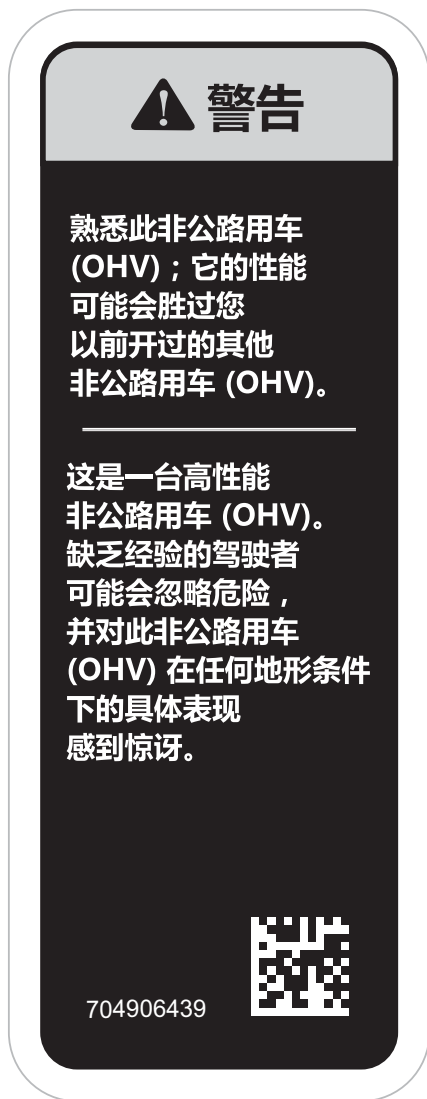 警告
熟悉此非公路用车
(OHV)；它的性能
可能会胜过您
以前开过的其他
非公路用车 (OHV)。
这是一台高性能
非公路用车 (OHV)。
缺乏经验的驾驶者
可能会忽略危险，
并对此非公路用车
(OHV) 在任何地形条件
下的具体表现
感到惊讶。
704906439